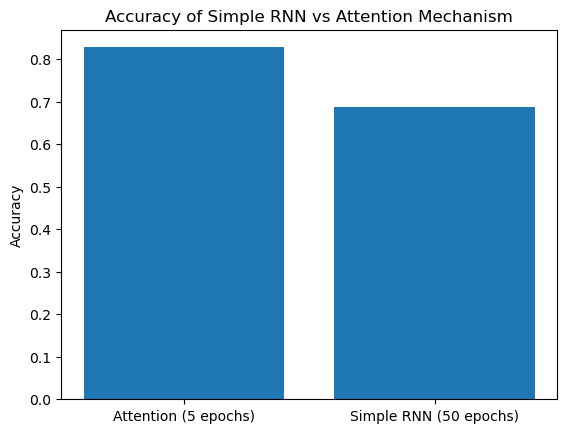 Accuracy of Simple RNN vs Attention Mechanism
Accuracy
0.8
0.7
0.6
0.5
0.4
0.3
0.2
0.1
0.0
Attention (5 epochs)
Simple RNN (50 epochs)